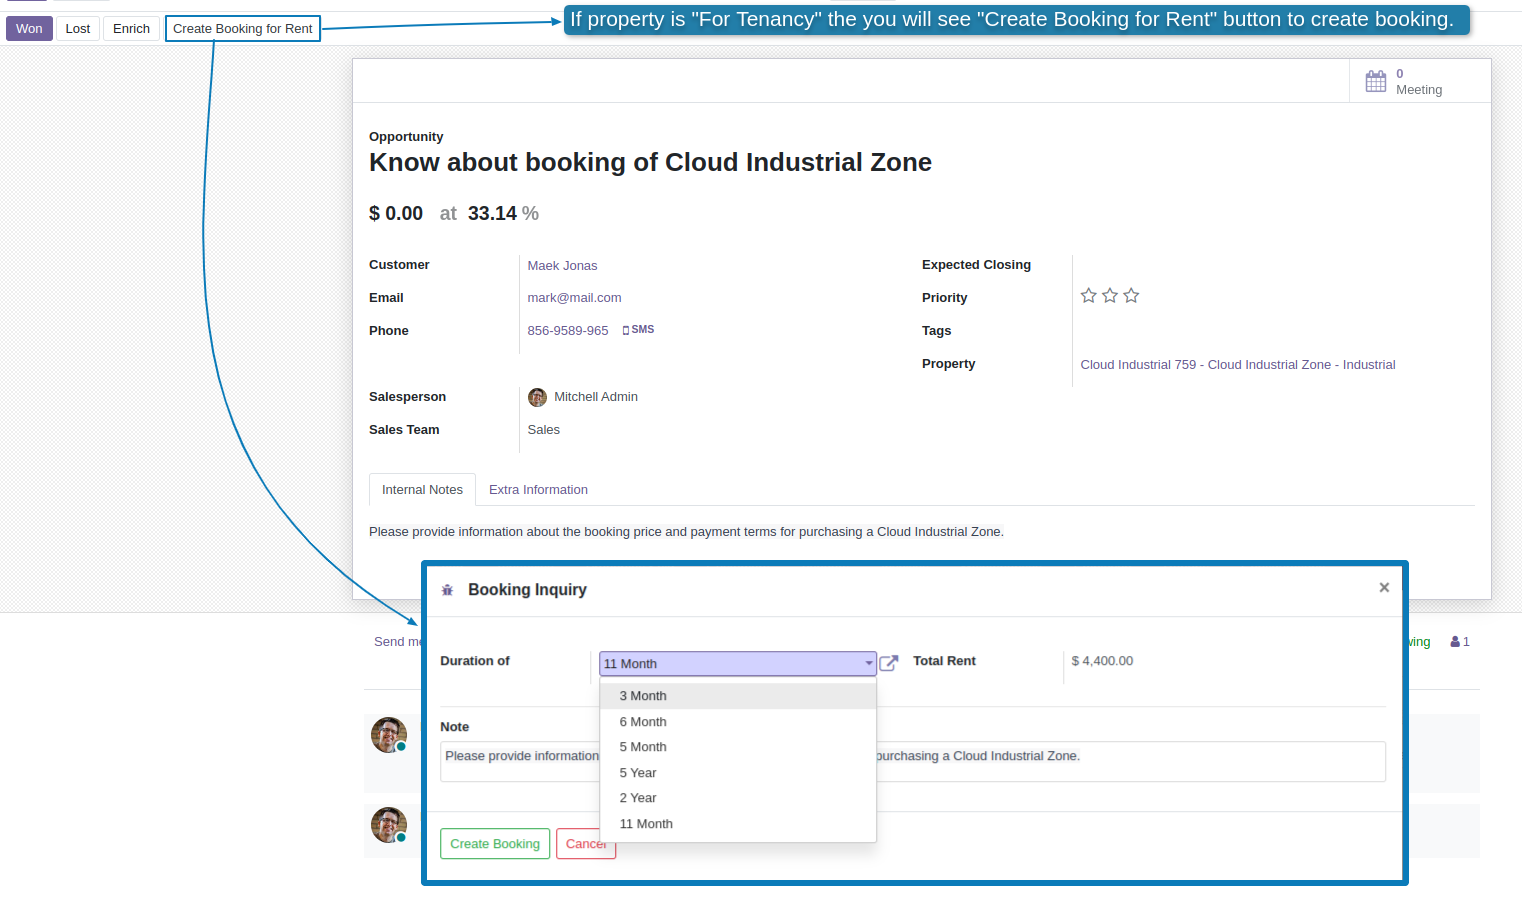 If property is "For Tenancy" the you will see "Create Booking for Rent" button to create booking.
Won Lost Enrich Create Booking for Rent
0
Meeting
Opportunity
Know about booking of Cloud Industrial Zone
$ 0.00 at 33.14 %
Customer Maek Jonas Expected Closing
Email mark@mail.com Priority
Phone 856-9589-965 SMS Tags
Property Cloud Industrial 759 - Cloud Industrial Zone - Industrial
Salesperson Mitchell Admin
Sales Team Sales
Internal Notes Extra Information
Please provide information about the booking price and payment terms for purchasing a Cloud Industrial Zone.
Booking Inquiry ×
Send 1
Duration of 11 Month Total Rent $ 4,400.00
3 Month
6 Month
5 Month
5 Year
2 Year
11 Month
Note
Please provide information purchasing a Cloud Industrial Zone.
Create Booking Cancel